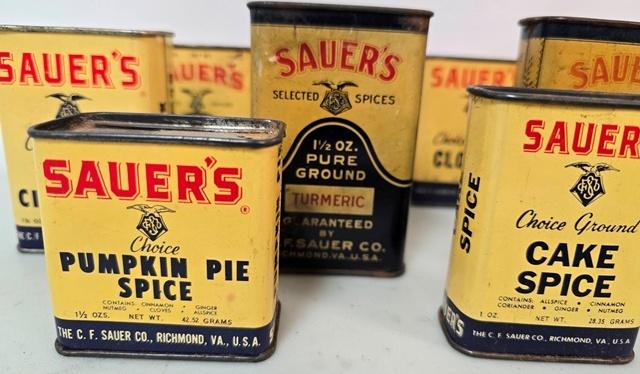 SAUER'S
SAUER'S
SAUER'S
SELECTED SPICES
1½ OZ.
PURE
GROUND
TURMERIC
GUARANTEED
BY
SAUER CO.
RICHMOND, VA. U.S.A.
SAUER'S
SAUER'S
Choice
PUMPKIN PIE
SPICE
CONTAINS: CINNAMON • GINGER
NUTMEG • CLOVES • ALLSPICE
1½ OZS. NET WT. 42.52 GRAMS
THE C. F. SAUER CO., RICHMOND, VA., U.S.A.
SPICE
Choice Ground
CAKE
SPICE
CONTAINS: ALLSPICE • CINNAMON
CORIANDER • GINGER • NUTMEG
1 OZ. NET WT. 28.35 GRAMS
THE C. F. SAUER CO., RICHMOND, VA., U.S.A.